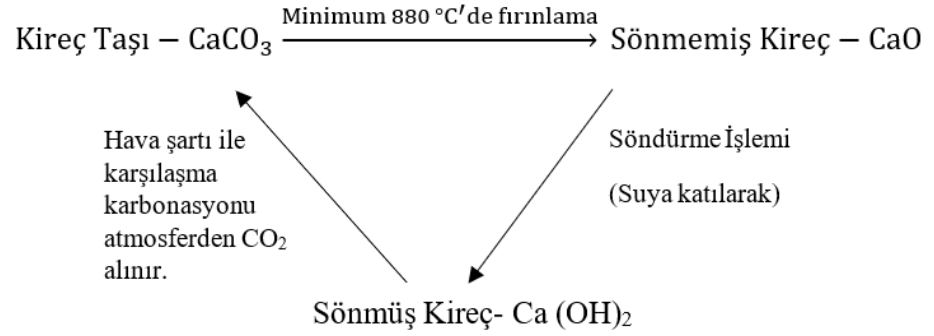 Minimum 880 °C′de fırınlama
Kireç Taşı – CaCO₃
Sönmemiş Kireç – CaO
Hava şartı ile
karşılaşma
karbonasyonu
atmosferden CO₂
alınır.
Söndürme İşlemi
(Suya katılarak)
Sönmüş Kireç- Ca (OH)₂